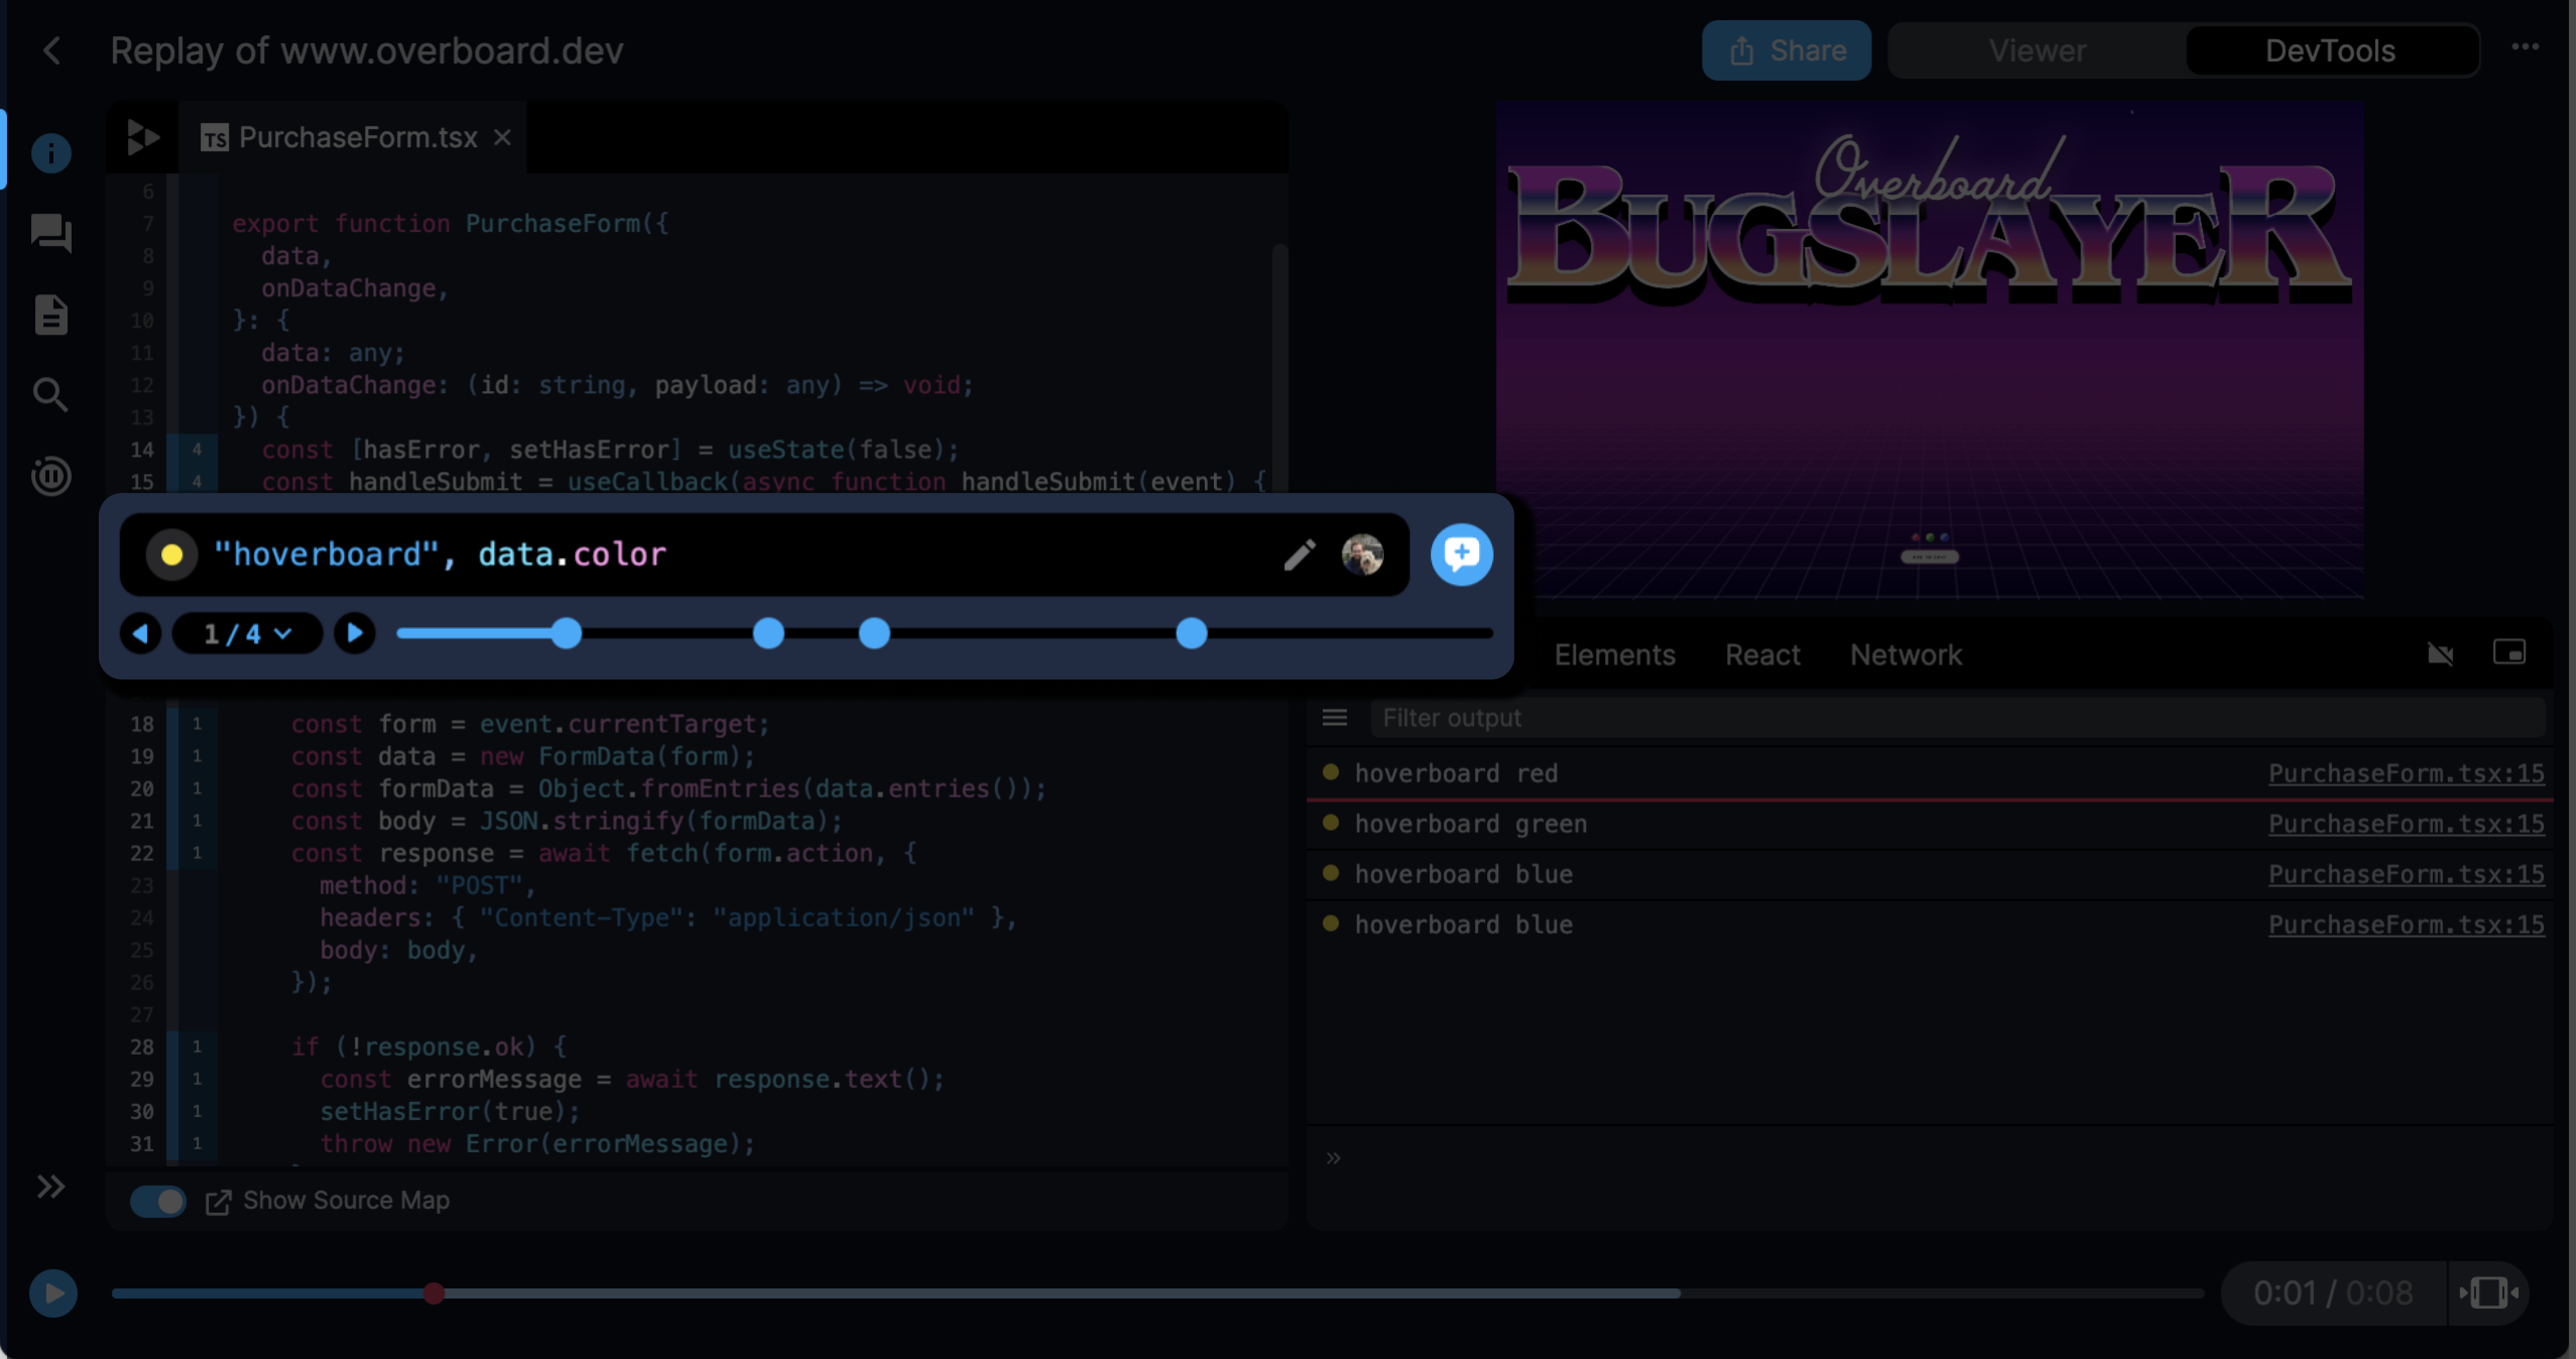 Replay of www.overboard.dev
Share
Viewer
DevTools
TS PurchaseForm.tsx
6
7 export function PurchaseForm({
8 data,
9 onDataChange,
10 }: {
11 data: any;
12 onDataChange: (id: string, payload: any) => void;
13 }) {
14 4 const [hasError, setHasError] = useState(false);
15 4 const handleSubmit = useCallback(async function handleSubmit(event) {
"hoverboard", data.color
1/4
18 1 const form = event.currentTarget;
19 1 const data = new FormData(form);
20 1 const formData = Object.fromEntries(data.entries());
21 1 const body = JSON.stringify(formData);
22 1 const response = await fetch(form.action, {
23 method: "POST",
24 headers: { "Content-Type": "application/json" },
25 body: body,
26 });
27
28 1 if (!response.ok) {
29 1 const errorMessage = await response.text();
30 1 setHasError(true);
31 1 throw new Error(errorMessage);
Show Source Map
Overboard
BUGSLAYER
Elements
React
Network
Filter output
hoverboard red PurchaseForm.tsx:15
hoverboard green PurchaseForm.tsx:15
hoverboard blue PurchaseForm.tsx:15
hoverboard blue PurchaseForm.tsx:15
0:01 / 0:08